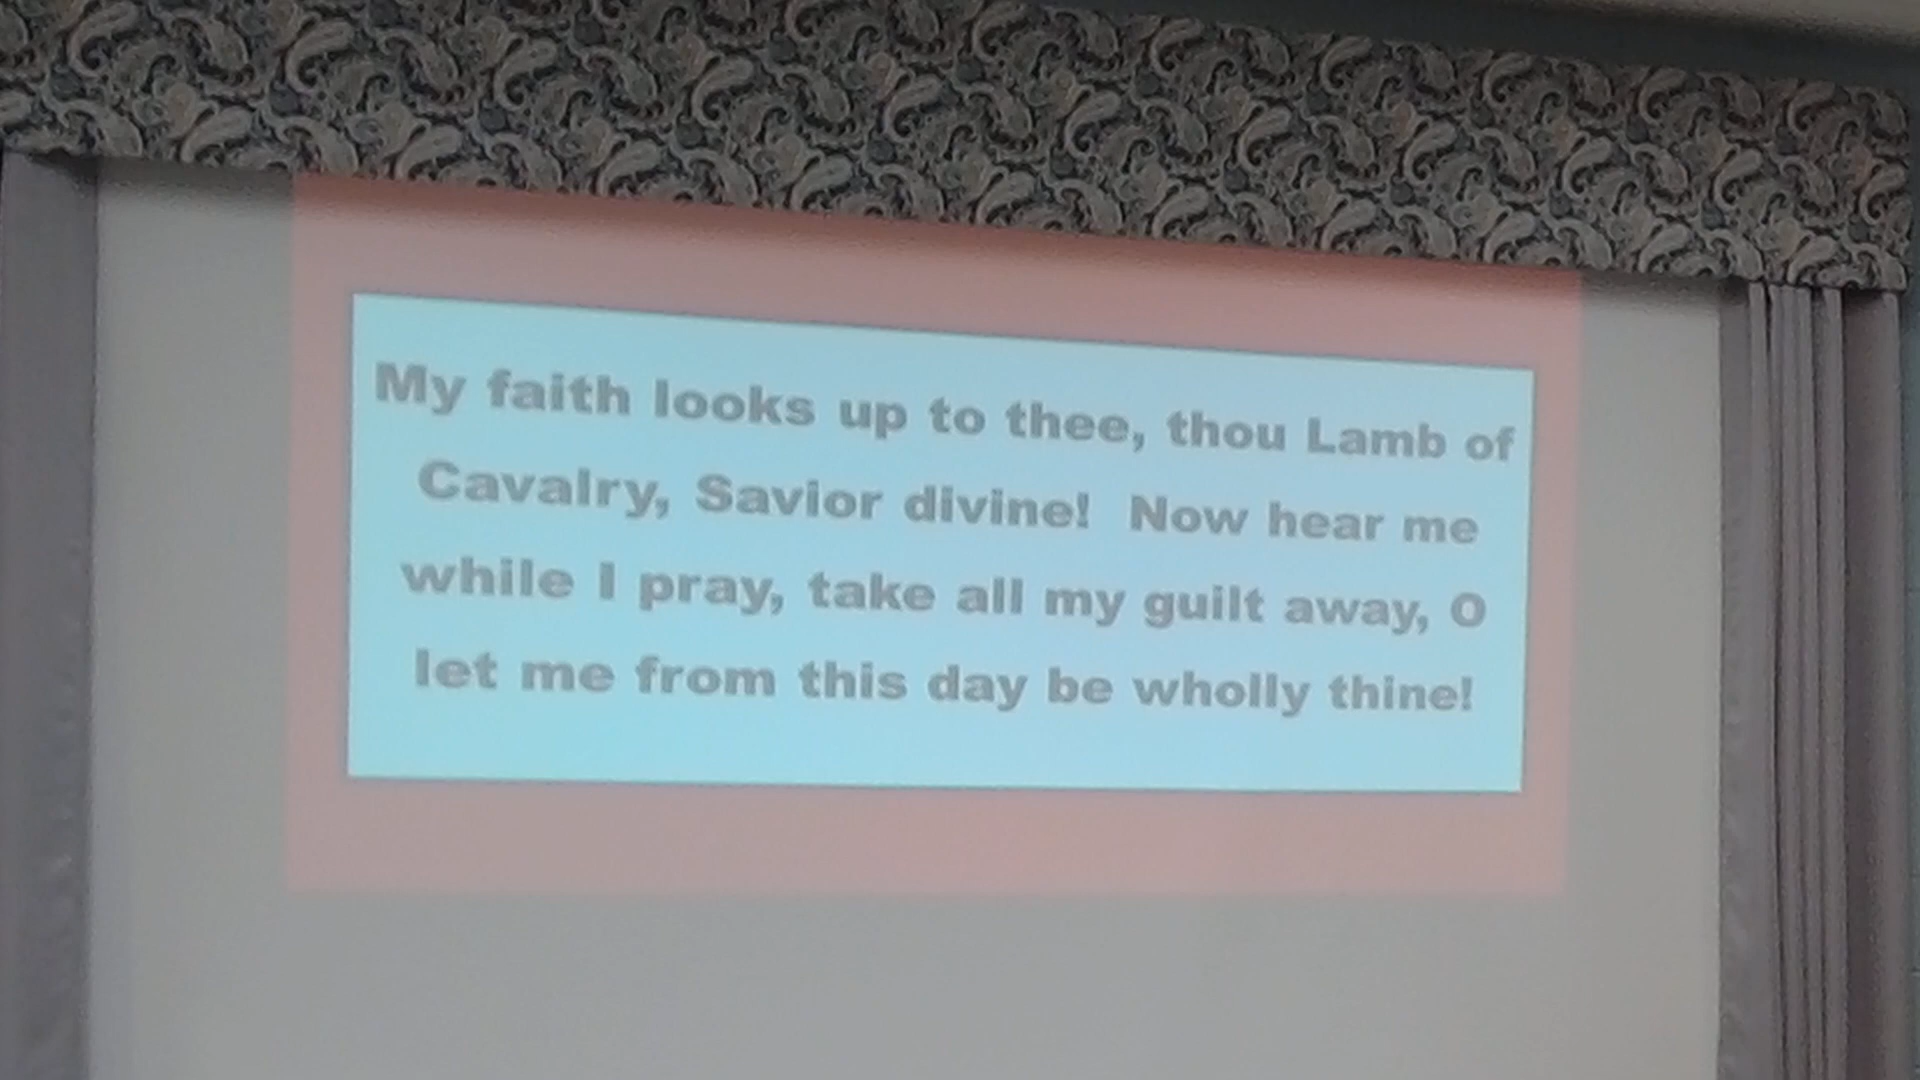 My faith looks up to thee, thou Lamb of
Cavalry, Savior divine! Now hear me
while I pray, take all my guilt away, O
let me from this day be wholly thine!